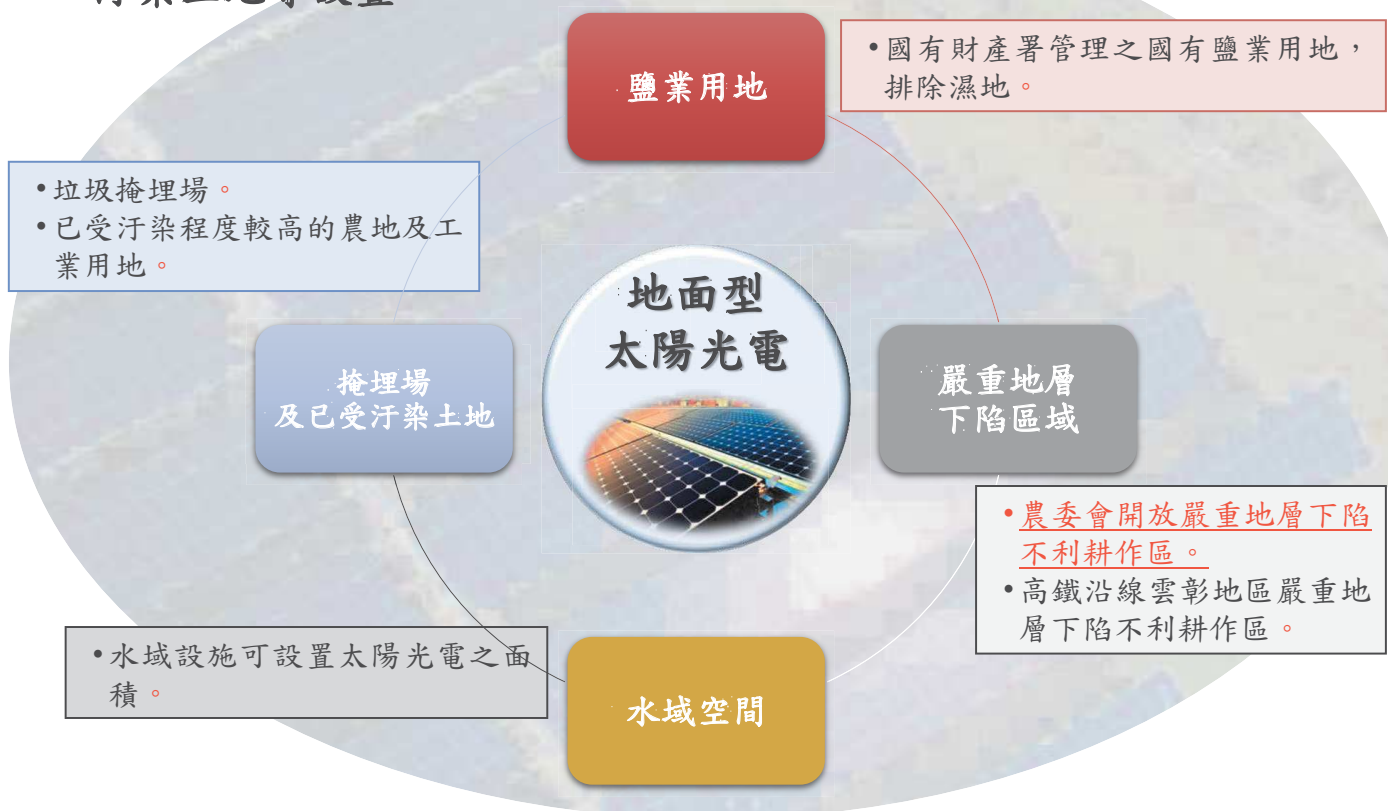 鹽業用地
•國有財產署管理之國有鹽業用地，
排除濕地。
•垃圾掩埋場。
•已受汙染程度較高的農地及工
業用地。
地面型
太陽光電
掩埋場
及已受汙染土地
嚴重地層
下陷區域
•農委會開放嚴重地層下陷
不利耕作區。
•高鐵沿線雲彰地區嚴重地
層下陷不利耕作區。
•水域設施可設置太陽光電之面
積。
水域空間